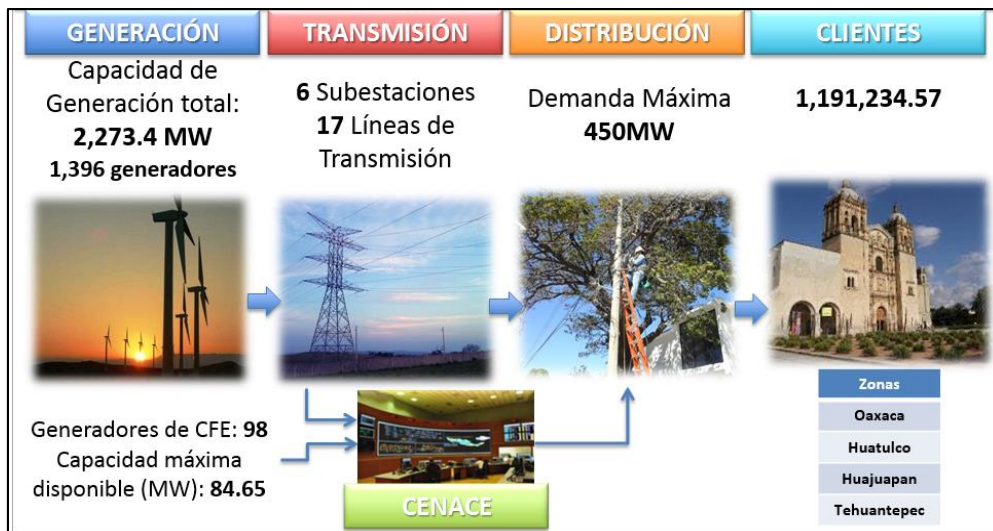 GENERACIÓN
TRANSMISIÓN
DISTRIBUCIÓN
CLIENTES
Capacidad de
Generación total:
2,273.4 MW
1,396 generadores
6 Subestaciones
17 Líneas de
Transmisión
Demanda Máxima
450MW
1,191,234.57
Generadores de CFE: 98
Capacidad máxima
disponible (MW): 84.65
CENACE
Zonas
Oaxaca
Huatulco
Huajuapan
Tehuantepec